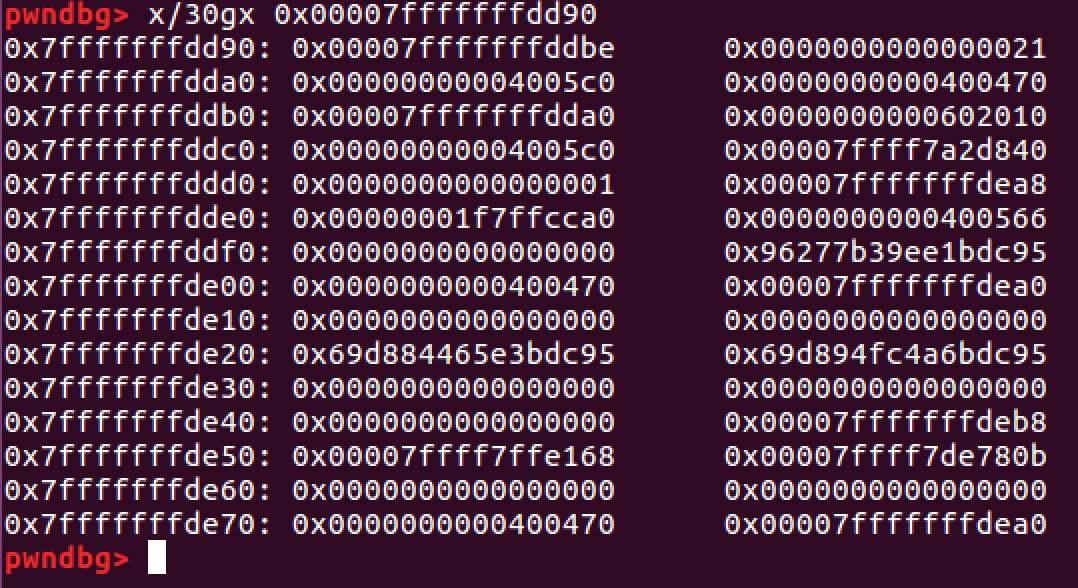 pwndbg> x/30gx 0x00007fffffffdd90
0x7fffffffdd90: 0x00007fffffffddbe 0x0000000000000021
0x7fffffffdda0: 0x00000000004005c0 0x0000000000400470
0x7fffffffddb0: 0x00007fffffffdda0 0x0000000000602010
0x7fffffffddc0: 0x00000000004005c0 0x00007ffff7a2d840
0x7fffffffddd0: 0x0000000000000001 0x00007fffffffdea8
0x7fffffffdde0: 0x00000001f7ffcca0 0x0000000000400566
0x7fffffffddf0: 0x0000000000000000 0x96277b39ee1bdc95
0x7fffffffde00: 0x0000000000400470 0x00007fffffffdea0
0x7fffffffde10: 0x0000000000000000 0x0000000000000000
0x7fffffffde20: 0x69d884465e3bdc95 0x69d894fc4a6bdc95
0x7fffffffde30: 0x0000000000000000 0x0000000000000000
0x7fffffffde40: 0x0000000000000000 0x00007fffffffdeb8
0x7fffffffde50: 0x00007ffff7ffe168 0x00007ffff7de780b
0x7fffffffde60: 0x0000000000000000 0x0000000000000000
0x7fffffffde70: 0x0000000000400470 0x00007fffffffdea0
pwndbg>